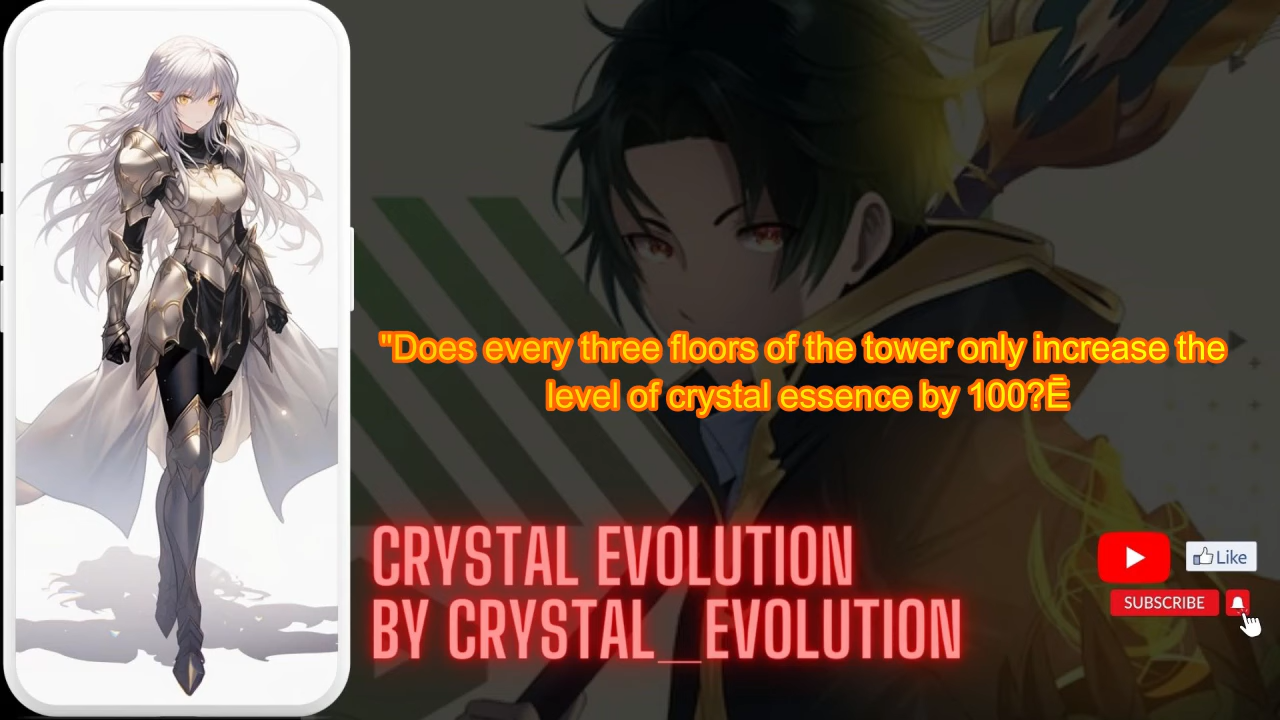 "Does every three floors of the tower only increase the
level of crystal essence by 100?Ē
CRYSTAL EVOLUTION
BY CRYSTAL_EVOLUTION
Like
SUBSCRIBE